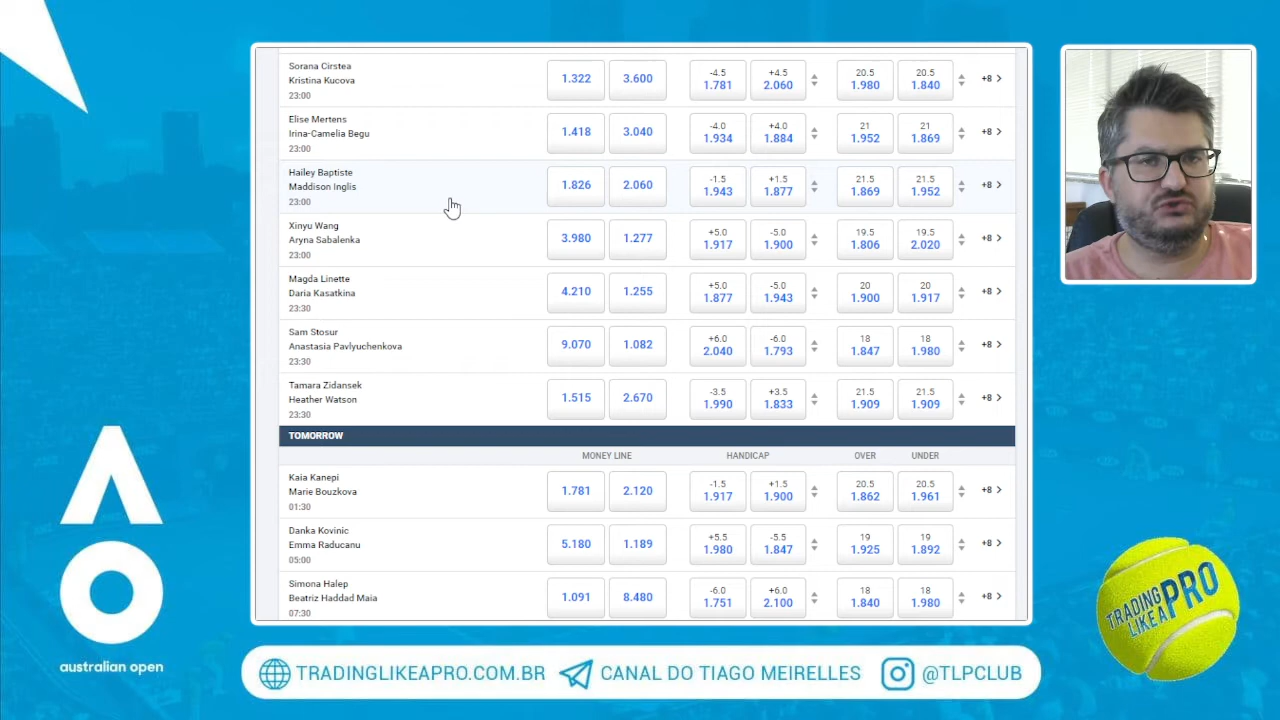 Sorana Cirstea
Kristina Kucova
23:00
1.322 3.600
-4.5 1.781 +4.5 2.060
20.5 1.980 20.5 1.840
+8 >
Elise Mertens
Irina-Camelia Begu
23:00
1.418 3.040
-4.0 1.934 +4.0 1.884
21 1.952 21 1.869
+8 >
Hailey Baptiste
Maddison Inglis
23:00
1.826 2.060
-1.5 1.943 +1.5 1.877
21.5 1.869 21.5 1.952
+8 >
Xinyu Wang
Aryna Sabalenka
23:00
3.980 1.277
+5.0 1.917 -5.0 1.900
19.5 1.806 19.5 2.020
+8 >
Magda Linette
Daria Kasatkina
23:30
4.210 1.255
+5.0 1.877 -5.0 1.943
20 1.900 20 1.917
+8 >
Sam Stosur
Anastasia Pavlyuchenkova
23:30
9.070 1.082
+6.0 2.040 -6.0 1.793
18 1.847 18 1.980
+8 >
Tamara Zidansek
Heather Watson
23:30
1.515 2.670
-3.5 1.990 +3.5 1.833
21.5 1.909 21.5 1.909
+8 >
TOMORROW
MONEY LINE HANDICAP OVER UNDER
Kaia Kanepi
Marie Bouzkova
01:30
1.781 2.120
-1.5 1.917 +1.5 1.900
20.5 1.862 20.5 1.961
+8 >
Danka Kovinic
Emma Raducanu
05:00
5.180 1.189
+5.5 1.980 -5.5 1.847
19 1.925 19 1.892
+8 >
Simona Halep
Beatriz Haddad Maia
07:30
1.091 8.480
-6.0 1.751 +6.0 2.100
18 1.840 18 1.980
+8 >
AO
australian open
TRADING
LIKE A
PRO
TRADINGLIKEAPRO.COM.BR CANAL DO TIAGO MEIRELLES @TLPCLUB